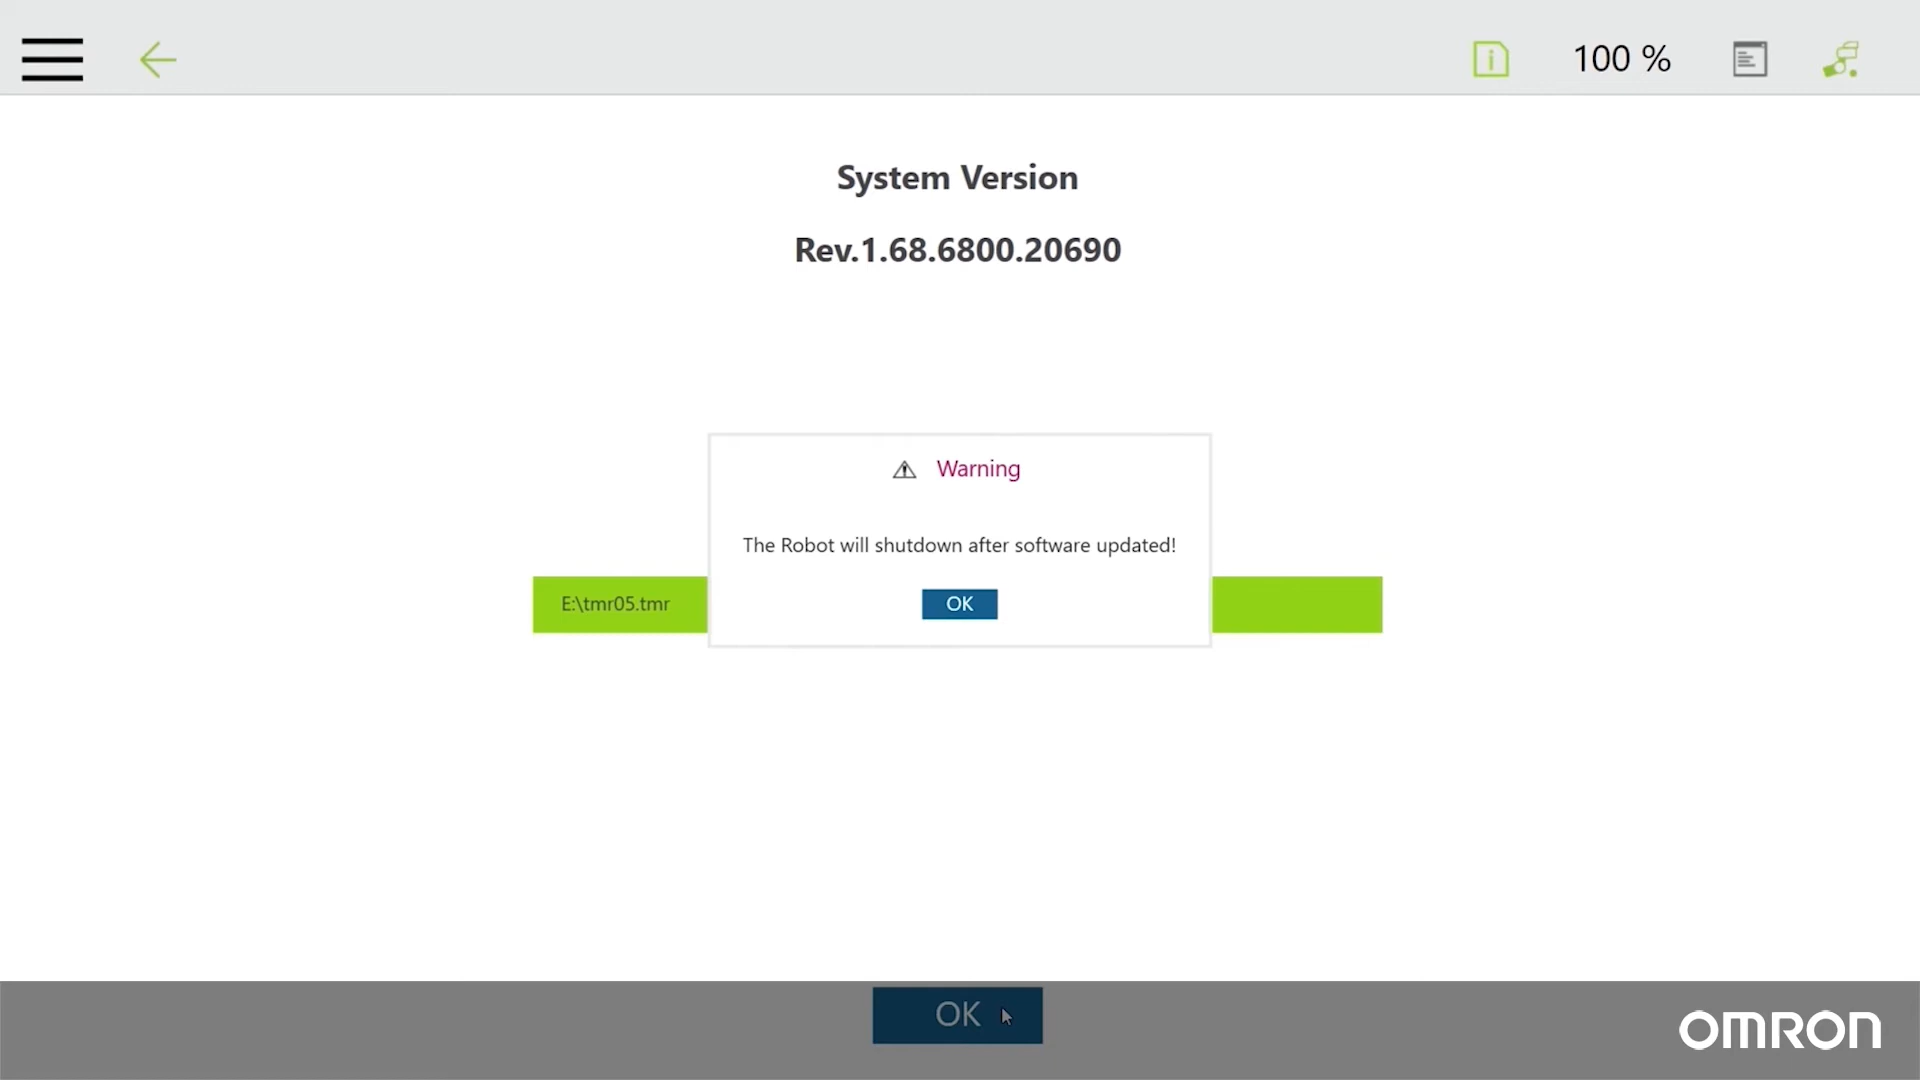 100 %
System Version
Rev.1.68.6800.20690
Warning
The Robot will shutdown after software updated!
E:\tmr05.tmr
OK
OK
OMRON